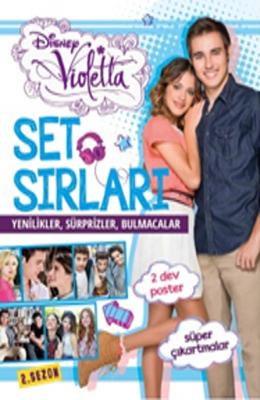 Disney
Violetta
SET
SIRLARI
YENİLİKLER, SÜRPRİZLER, BULMACALAR
2 dev
poster
süper
çıkartmalar
2.SEZON